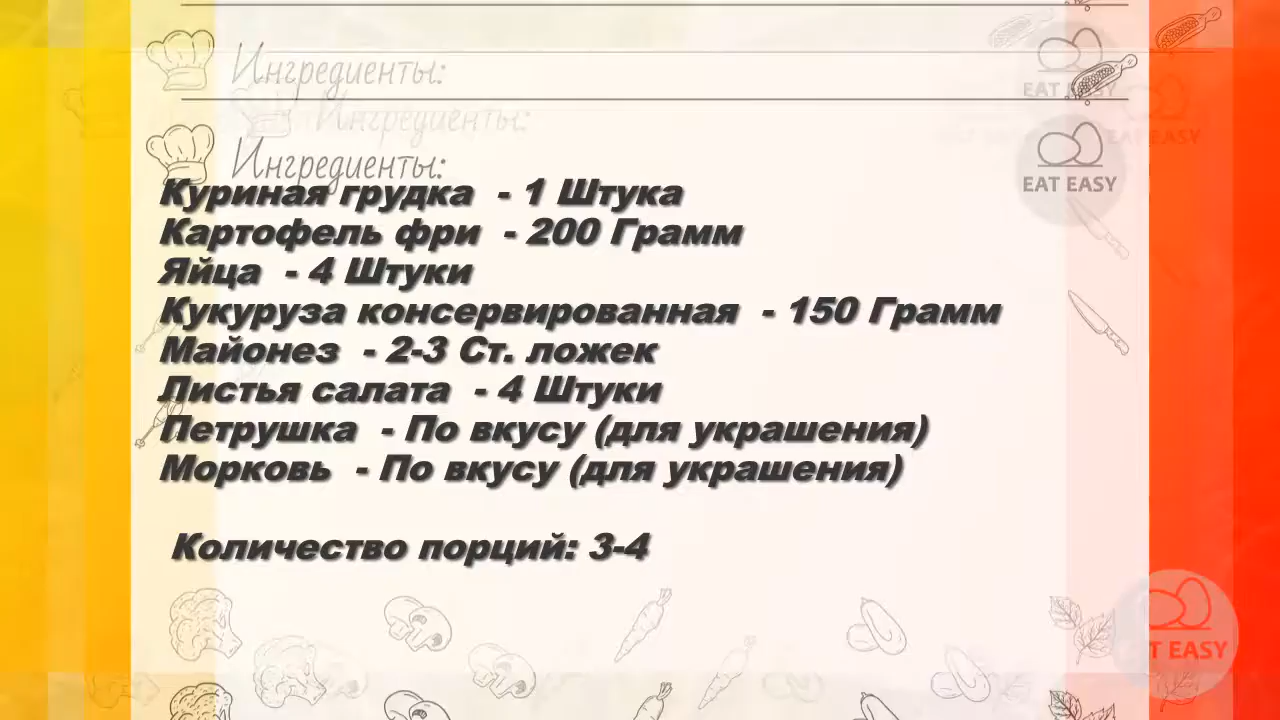 Ингредиенты:
EAT EASY
Ингредиенты:
EAT EASY
Ингредиенты:
EAT EASY
Куриная грудка - 1 Штука
Картофель фри - 200 Грамм
Яйца - 4 Штуки
Кукуруза консервированная - 150 Грамм
Майонез - 2-3 Ст. ложек
Листья салата - 4 Штуки
Петрушка - По вкусу (для украшения)
Морковь - По вкусу (для украшения)
Количество порций: 3-4
EAT EASY